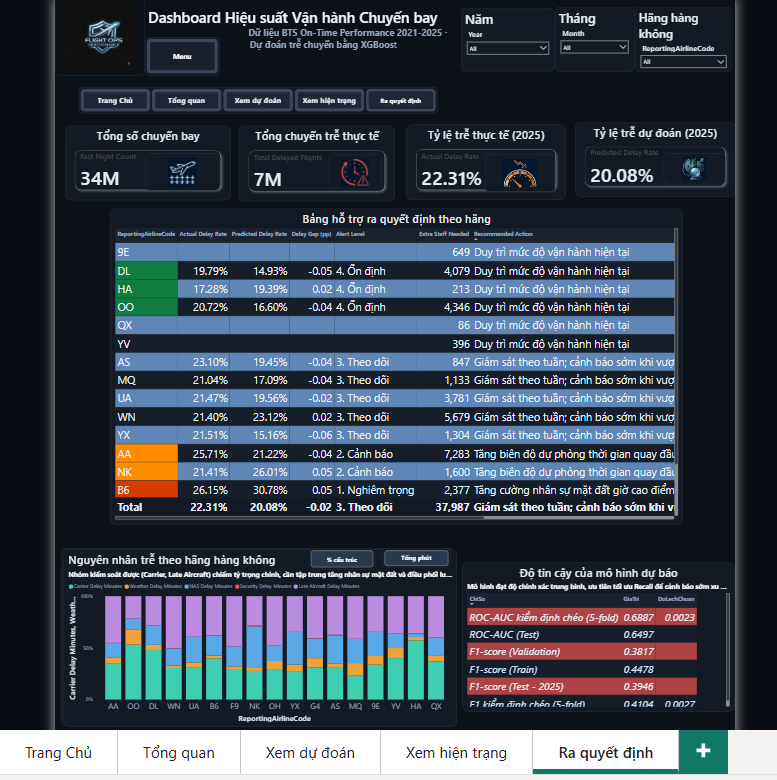 FLIGHT OPS
PERFORMANCE
Dashboard Hiệu suất Vận hành Chuyến bay
Dữ liệu BTS On-Time Performance 2021-2025 -
Dự đoán trễ chuyến bằng XGBoost
Menu
Năm
Year
All
Tháng
Month
All
Hãng hàng
không
ReportingAirlineCode
All
Trang Chủ
Tổng quan
Xem dự đoán
Xem hiện trạng
Ra quyết định
Tổng số chuyến bay
Fact Flight Count
34M
Tổng chuyến trễ thực tế
Total Delayed Flights
7M
Tỷ lệ trễ thực tế (2025)
Actual Delay Rate
22.31%
Tỷ lệ trễ dự đoán (2025)
Predicted Delay Rate
20.08%
Bảng hỗ trợ ra quyết định theo hãng
ReportingAirlineCode Actual Delay Rate Predicted Delay Rate Delay Gap (pp) Alert Level Extra Staff Needed Recommended Action
9E 649 Duy trì mức độ vận hành hiện tại
DL 19.79% 14.93% -0.05 4. Ổn định 4,079 Duy trì mức độ vận hành hiện tại
HA 17.28% 19.39% 0.02 4. Ổn định 213 Duy trì mức độ vận hành hiện tại
OO 20.72% 16.60% -0.04 4. Ổn định 4,346 Duy trì mức độ vận hành hiện tại
QX 86 Duy trì mức độ vận hành hiện tại
YV 396 Duy trì mức độ vận hành hiện tại
AS 23.10% 19.45% -0.04 3. Theo dõi 847 Giám sát theo tuần; cảnh báo sớm khi vượ
MQ 21.04% 17.09% -0.04 3. Theo dõi 1,133 Giám sát theo tuần; cảnh báo sớm khi vượ
UA 21.47% 19.56% -0.02 3. Theo dõi 3,781 Giám sát theo tuần; cảnh báo sớm khi vượ
WN 21.40% 23.12% 0.02 3. Theo dõi 5,679 Giám sát theo tuần; cảnh báo sớm khi vượ
YX 21.51% 15.16% -0.06 3. Theo dõi 1,304 Giám sát theo tuần; cảnh báo sớm khi vượ
AA 25.71% 21.22% -0.04 2. Cảnh báo 7,283 Tăng biên độ dự phòng thời gian quay đầu
NK 21.41% 26.01% 0.05 2. Cảnh báo 1,600 Tăng biên độ dự phòng thời gian quay đầu
B6 26.15% 30.78% 0.05 1. Nghiêm trọng 2,377 Tăng cường nhân sự mặt đất giờ cao điểm
Total 22.31% 20.08% -0.02 3. Theo dõi 37,987 Giám sát theo tuần; cảnh báo sớm khi v
Nguyên nhân trễ theo hãng hàng không
% cấu trúc
Tổng phút
Nhóm kiểm soát được (Carrier, Late Aircraft) chiếm tỷ trọng chính, cần tập trung tăng nhân sự mặt đất và điều phối lu...
Carrier Delay Minutes Weather Delay Minutes NAS Delay Minutes Security Delay Minutes Late Aircraft Delay Minutes
Carrier Delay Minutes, Weath...
100%
50%
0%
AA OO DL WN UA B6 F9 NK OH YX G4 AS MQ 9E YV HA QX
ReportingAirlineCode
Độ tin cậy của mô hình dự báo
Mô hình đạt độ chính xác trung bình, ưu tiên tối ưu Recall để cảnh báo sớm xu ...
ChiSo GiaTri DoLechChuan
ROC-AUC kiểm định chéo (5-fold) 0.6887 0.0023
ROC-AUC (Test) 0.6497
F1-score (Validation) 0.3817
F1-score (Train) 0.4478
F1-score (Test - 2025) 0.3946
F1 kiểm định chéo (5-fold) 0.4104 0.0027
Trang Chủ
Tổng quan
Xem dự đoán
Xem hiện trạng
Ra quyết định
+